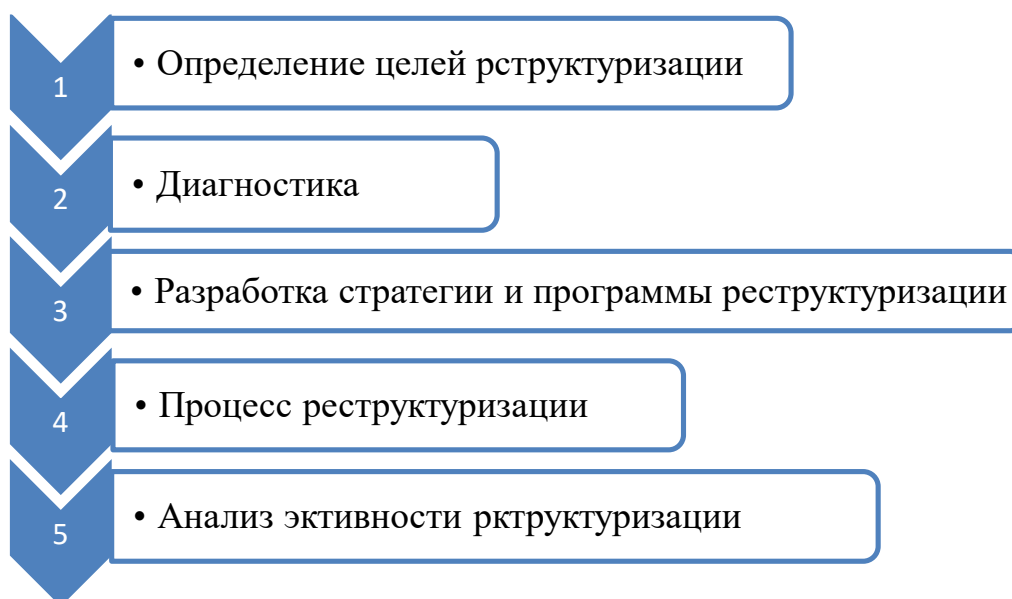 1
• Определение целей рструктуризации
2
• Диагностика
3
• Разработка стратегии и программы реструктуризации
4
• Процесс реструктуризации
5
• Анализ эктивности рктруктуризации